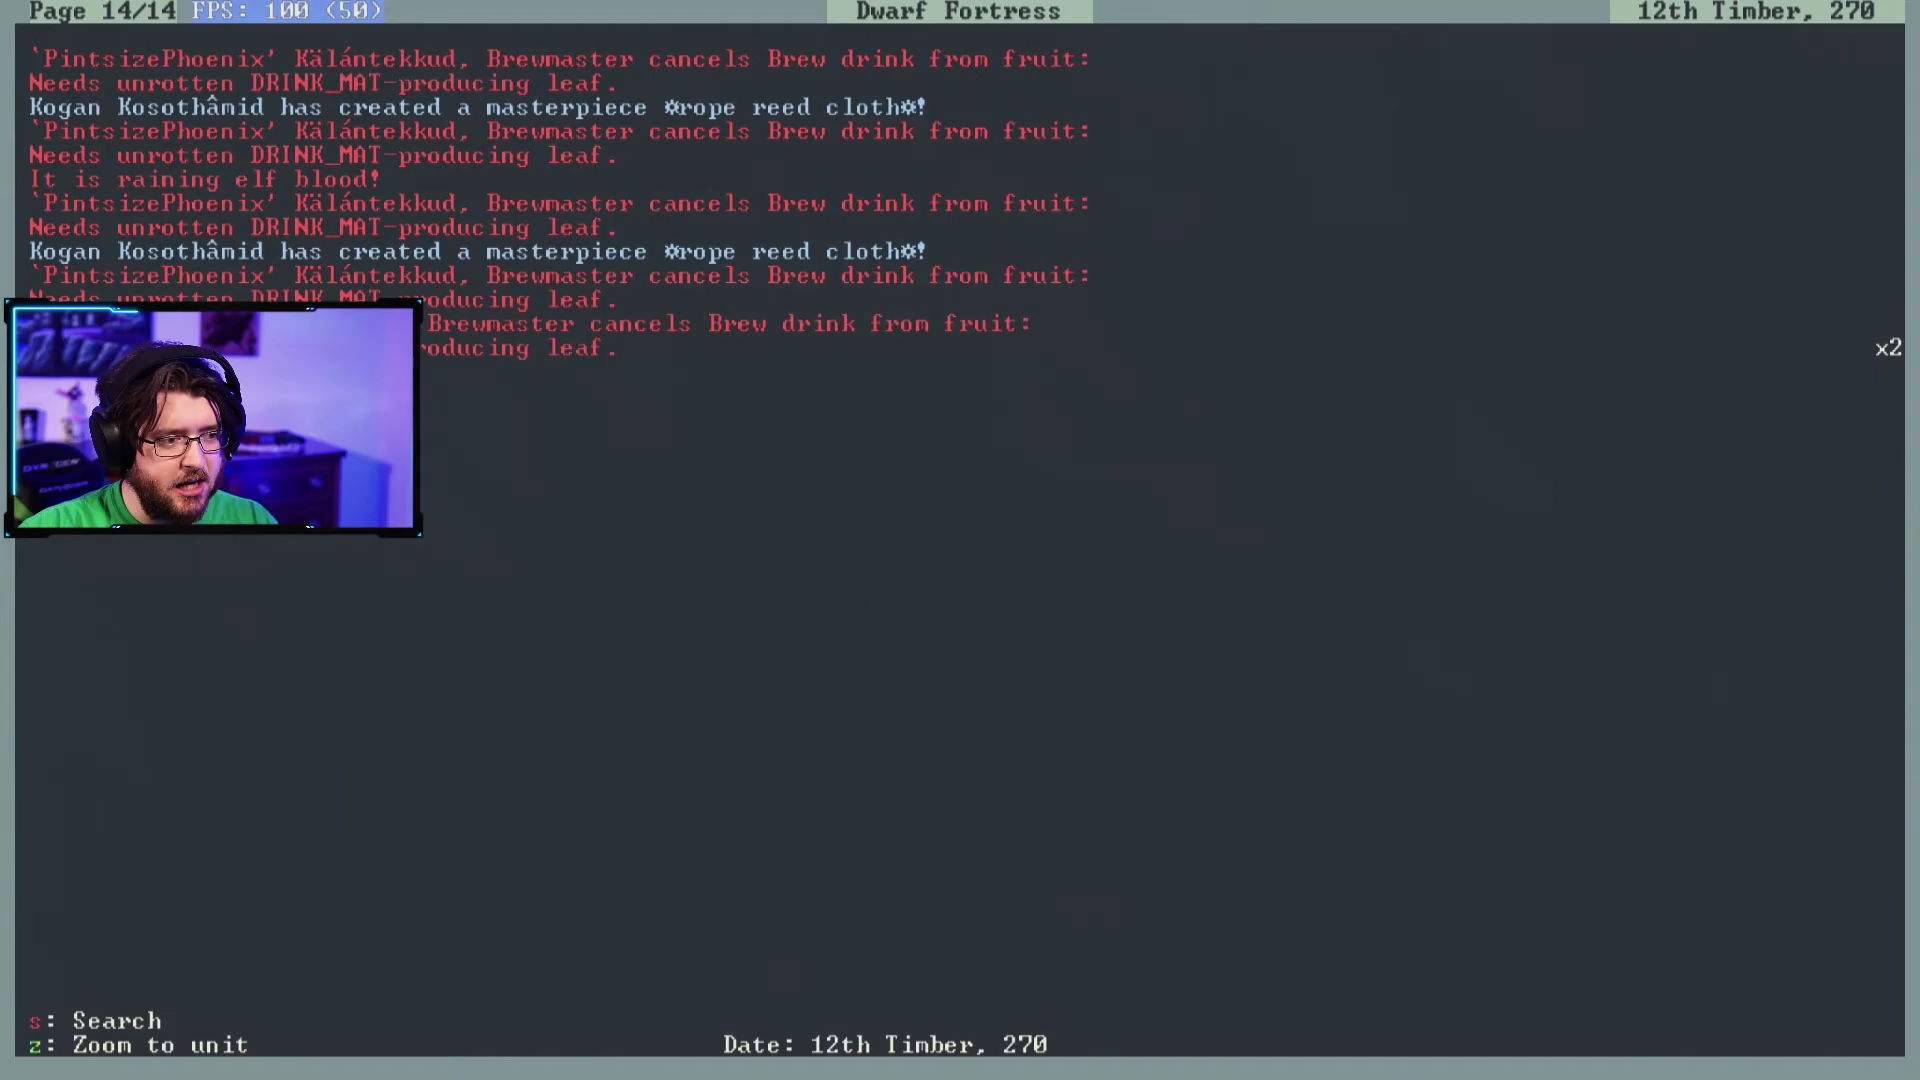 Page 14/14 FPS: 100 (50) Dwarf Fortress 12th Timber, 270
`PintsizePhoenix' Kälántekkud, Brewmaster cancels Brew drink from fruit:
Needs unrotten DRINK_MAT-producing leaf.
Kogan Kosothâmid has created a masterpiece ☼rope reed cloth☼!
`PintsizePhoenix' Kälántekkud, Brewmaster cancels Brew drink from fruit:
Needs unrotten DRINK_MAT-producing leaf.
It is raining elf blood!
`PintsizePhoenix' Kälántekkud, Brewmaster cancels Brew drink from fruit:
Needs unrotten DRINK_MAT-producing leaf.
Kogan Kosothâmid has created a masterpiece ☼rope reed cloth☼!
`PintsizePhoenix' Kälántekkud, Brewmaster cancels Brew drink from fruit:
Needs unrotten DRINK_MAT-producing leaf.
Brewmaster cancels Brew drink from fruit:
oducing leaf. x2
s: Search
z: Zoom to unit Date: 12th Timber, 270